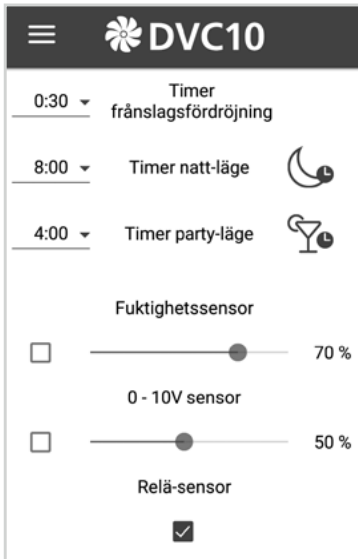 DVC10
0:30 Timer
frånslagsfördröjning
8:00 Timer natt-läge
4:00 Timer party-läge
Fuktighetssensor
70 %
0 - 10V sensor
50 %
Relä-sensor